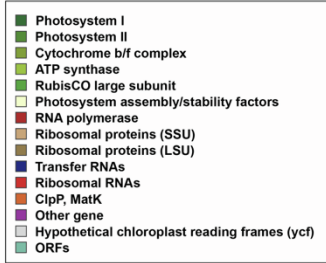 Photosystem I
Photosystem II
Cytochrome b/f complex
ATP synthase
RubisCO large subunit
Photosystem assembly/stability factors
RNA polymerase
Ribosomal proteins (SSU)
Ribosomal proteins (LSU)
Transfer RNAs
Ribosomal RNAs
ClpP, MatK
Other gene
Hypothetical chloroplast reading frames (ycf)
ORFs